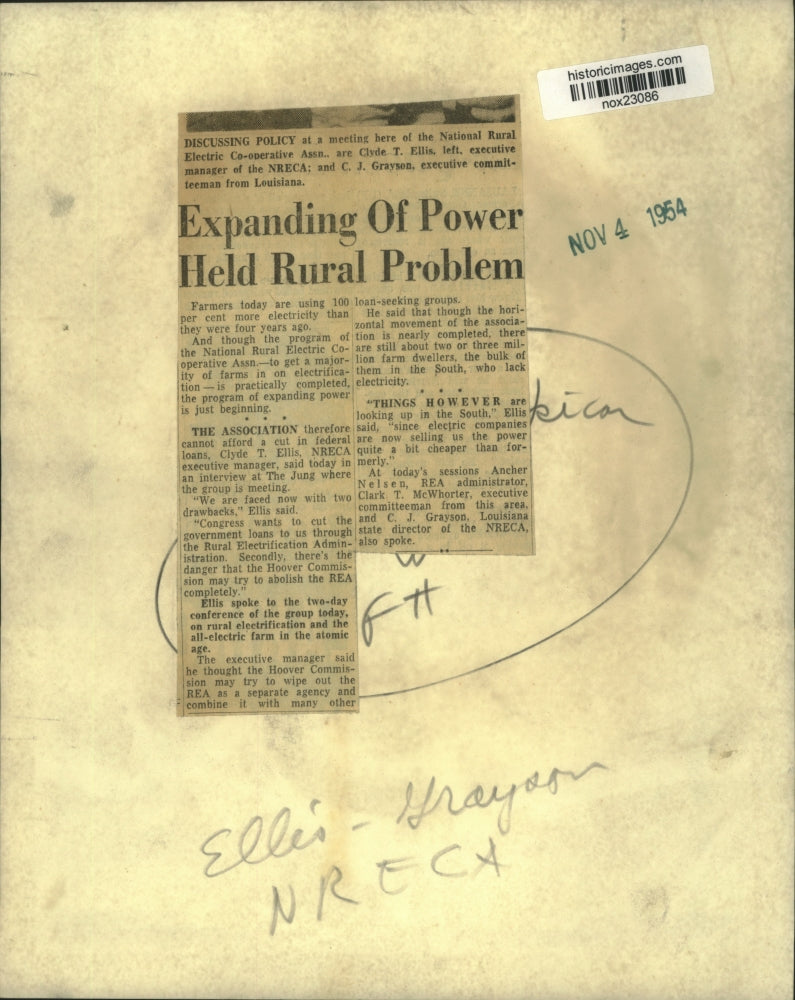 historicimages.com
nox23086
NOV 4 1954
DISCUSSING POLICY at a meeting here of the National Rural
Electric Co-operative Assn., are Clyde T. Ellis, left, executive
manager of the NRECA; and C. J. Grayson, executive commit-
teeman from Louisiana.
Expanding Of Power
Held Rural Problem
Farmers today are using 100
per cent more electricity than
they were four years ago.
And though the program of
the National Rural Electric Co-
operative Assn.—to get a major-
ity of farms in on electrifica-
tion — is practically completed,
the program of expanding power
is just beginning.
* * *
THE ASSOCIATION therefore
cannot afford a cut in federal
loans, Clyde T. Ellis, NRECA
executive manager, said today in
an interview at The Jung where
the group is meeting.
"We are faced now with two
drawbacks," Ellis said.
"Congress wants to cut the
government loans to us through
the Rural Electrification Admin-
istration. Secondly, there's the
danger that the Hoover Commis-
sion may try to abolish the REA
completely."
Ellis spoke to the two-day
conference of the group today,
on rural electrification and the
all-electric farm in the atomic
age.
The executive manager said
he thought the Hoover Commis-
sion may try to wipe out the
REA as a separate agency and
combine it with many other
loan-seeking groups.
He said that though the hori-
zontal movement of the associa-
tion is nearly completed, there
are still about two or three mil-
lion farm dwellers, the bulk of
them in the South, who lack
electricity.
* * *
"THINGS HOWEVER are
looking up in the South," Ellis
said, "since electric companies
are now selling us the power
quite a bit cheaper than for-
merly."
At today's sessions Ancher
Nelsen, REA administrator,
Clark T. McWhorter, executive
committeeman from this area,
and C. J. Grayson, Louisiana
state director of the NRECA,
also spoke.
Ellis - Grayson
NRECA